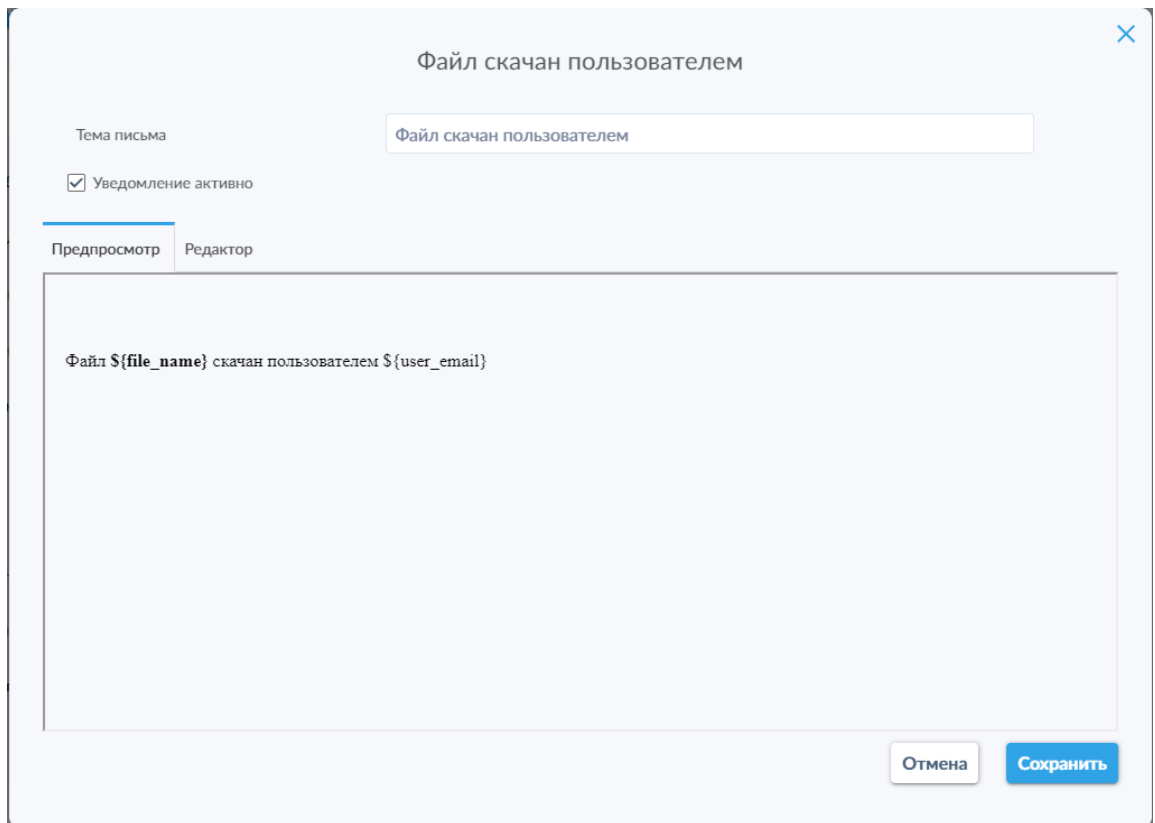 Файл скачан пользователем
Тема письма
Файл скачан пользователем
Уведомление активно
Предпросмотр Редактор
Файл ${file_name} скачан пользователем ${user_email}
Отмена Сохранить